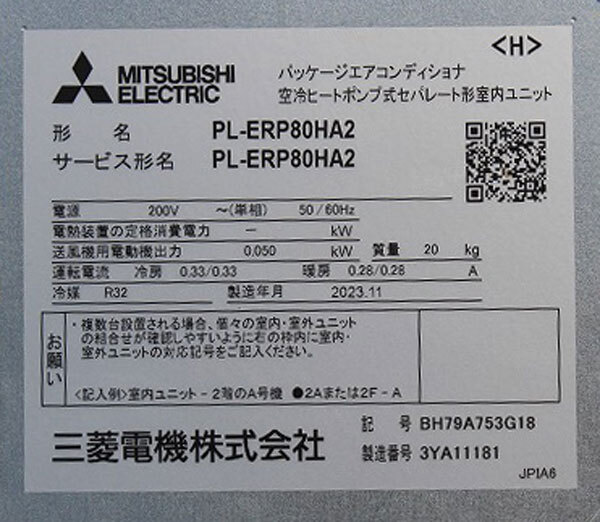 <H>
MITSUBISHI
ELECTRIC
パッケージエアコンディショナ
空冷ヒートポンプ式セパレート形室内ユニット
形 名 PL-ERP80HA2
サービス形名 PL-ERP80HA2
電源 200V ～(単相) 50/60Hz
電熱装置の定格消費電力 － kW
送風機用電動機出力 0.050 kW 質量 20 kg
運転電流 冷房 0.33/0.33 暖房 0.28/0.28 A
冷媒 R32 製造年月 2023.11
お願い
・複数台設置される場合、個々の室内・室外ユニット
の組合せが確認しやすいように右の枠内に室内・
室外ユニットの対応記号をご記入ください。
<記入例>室内ユニット－2階のA号機 ●2Aまたは2F－A
三菱電機株式会社
記 号 BH79A753G18
製造番号 3YA11181
JPIA6